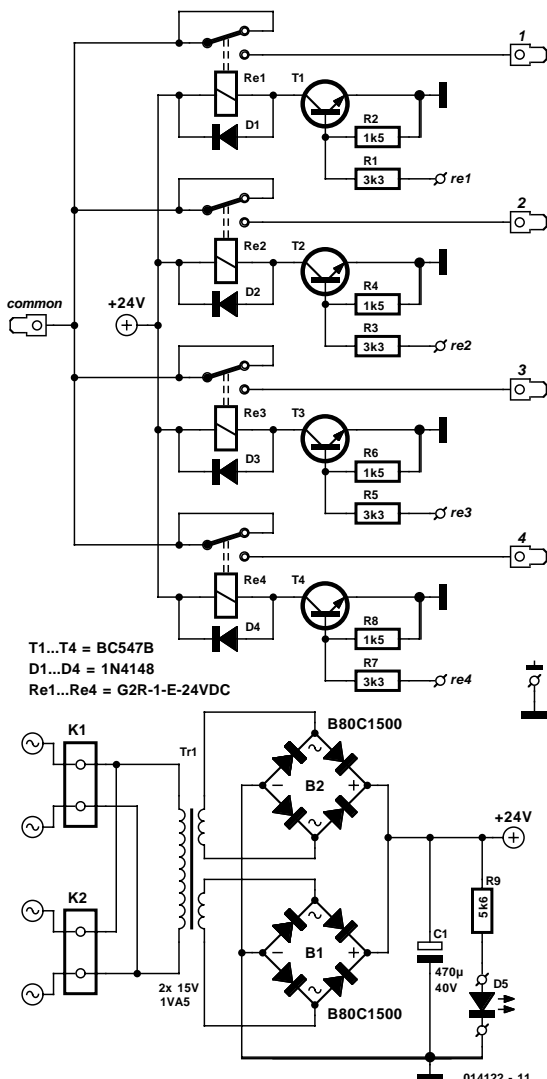 1
Re1
T1
D1
R2
1k5
R1
3k3
re1
2
Re2
T2
D2
R4
1k5
R3
3k3
re2
common
+24V
3
Re3
T3
D3
R6
1k5
R5
3k3
re3
4
Re4
T4
D4
R8
1k5
R7
3k3
re4
T1...T4 = BC547B
D1...D4 = 1N4148
Re1...Re4 = G2R-1-E-24VDC
K1
Tr1
B80C1500
B2
+24V
K2
R9
5k6
C1
470µ
40V
D5
B1
2x 15V
1VA5
B80C1500
014122 - 11